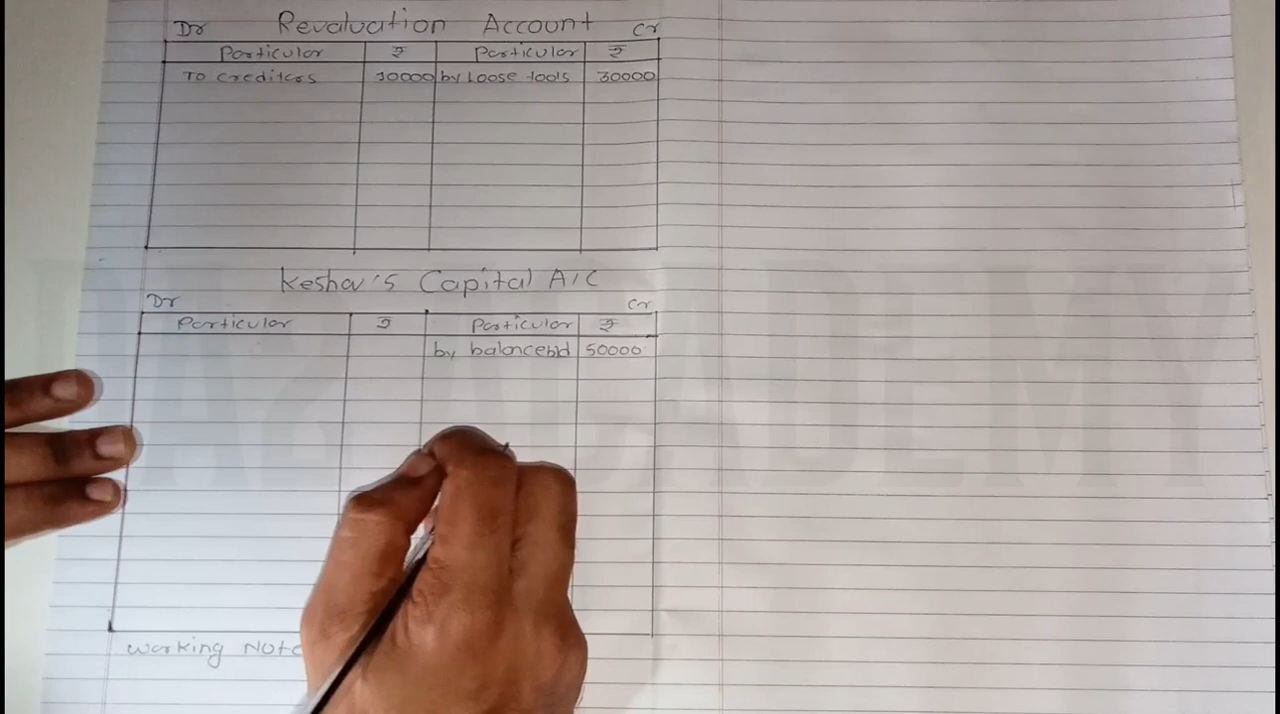 Revaluation Account
Dr Cr
Particular ₹ Particular ₹
To Creditors 10000 by Loose tools 30000
Keshav's Capital A/C
Dr Cr
Particular ₹ Particular ₹
by balance b/d 50000
Working Note
ACADEMY